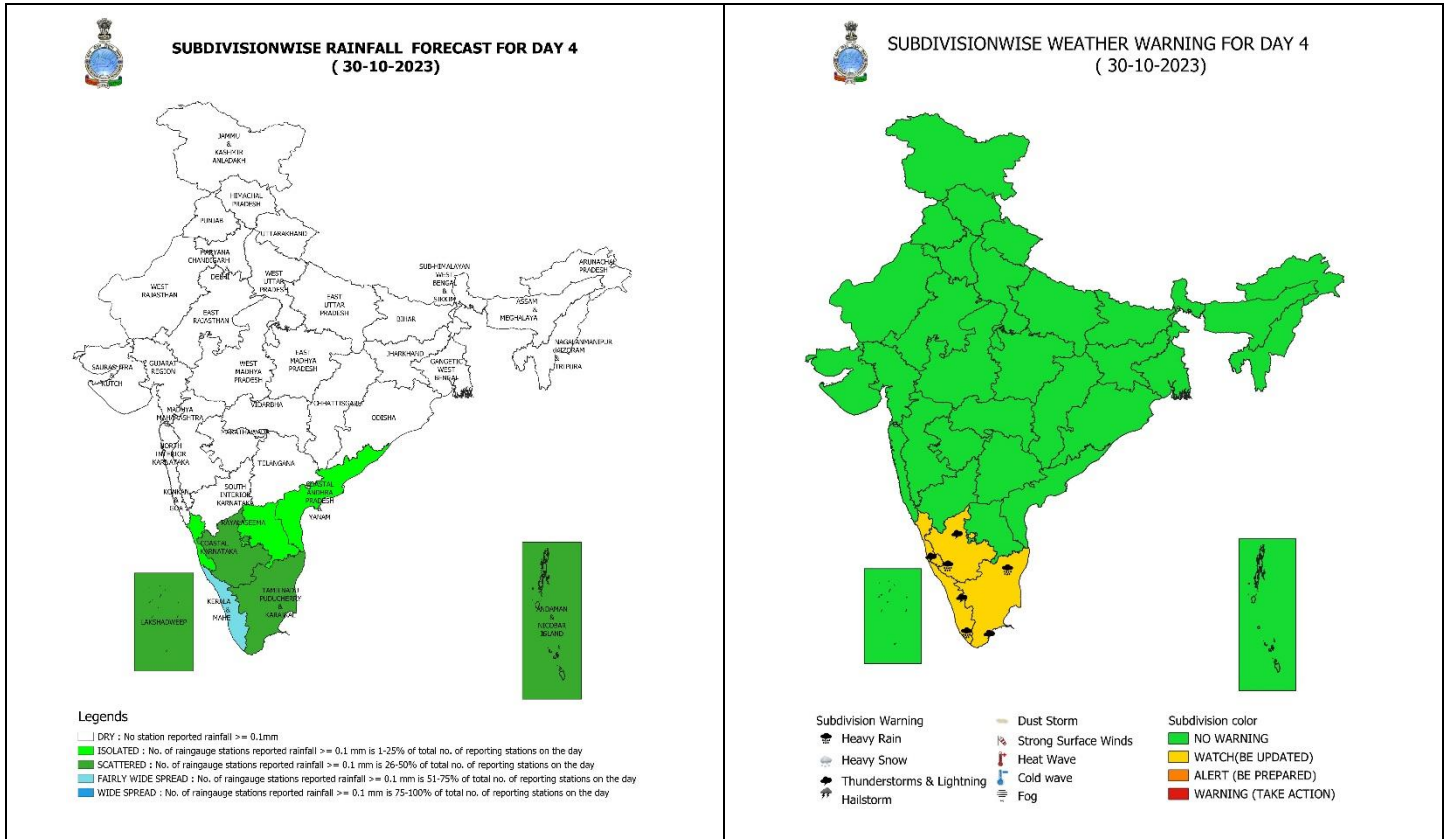 SUBDIVISIONWISE RAINFALL FORECAST FOR DAY 4
( 30-10-2023)
JAMMU
&
KASHMIR
ANLADAKH
HIMACHAL
PRADESH
PUNJAB
UTTARAKHAND
HARYANA
CHANDIGARH
&
DELHI
WEST
UTTAR
PRADESH
WEST
RAJASTHAN
EAST
RAJASTHAN
EAST
UTTAR
PRADESH
SUB-HIMALAYAN
WEST
BENGAL
&
SIKKIM
ARUNACHAL
PRADESH
ASSAM
&
MEGHALAYA
BIHAR
NAGALANMANIPUR
MIZORAM
&
TRIPURA
SAURASHTRA
&
KUTCH
GUJARAT
REGION
WEST
MADHYA
PRADESH
EAST
MADHYA
PRADESH
JHARKHAND
GANGETIC
WEST
BENGAL
MADHYA
MAHARASHTRA
VIDARBHA
CHHATTISGARH
ODISHA
MARATHAWADA
NORTH
INTERIOR
KARNATAKA
TELANGANA
KONKAN
&
GOA
SOUTH
INTERIOR
KARNATAKA
COASTAL
ANDHRA
PRADESH
&
YANAM
RAYALASEEMA
COASTAL
KARNATAKA
KERALA
&
MAHE
TAMILNADU
PUDUCHERRY
&
KARAIKAL
LAKSHADWEEP
ANDAMAN
&
NICOBAR
ISLAND
Legends
DRY : No station reported rainfall >= 0.1mm
ISOLATED : No. of raingauge stations reported rainfall >= 0.1 mm is 1-25% of total no. of reporting stations on the day
SCATTERED : No. of raingauge stations reported rainfall >= 0.1 mm is 26-50% of total no. of reporting stations on the day
FAIRLY WIDE SPREAD : No. of raingauge stations reported rainfall >= 0.1 mm is 51-75% of total no. of reporting stations on the day
WIDE SPREAD : No. of raingauge stations reported rainfall >= 0.1 mm is 75-100% of total no. of reporting stations on the day
SUBDIVISIONWISE WEATHER WARNING FOR DAY 4
( 30-10-2023)
Subdivision Warning
Heavy Rain
Heavy Snow
Thunderstorms & Lightning
Hailstorm
Dust Storm
Strong Surface Winds
Heat Wave
Cold wave
Fog
Subdivision color
NO WARNING
WATCH(BE UPDATED)
ALERT (BE PREPARED)
WARNING (TAKE ACTION)